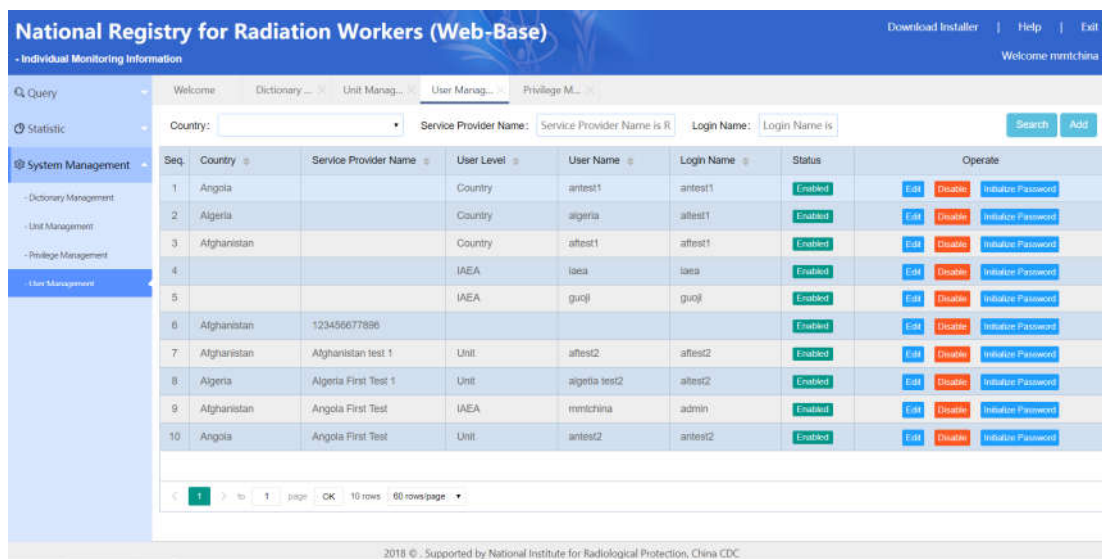 National Registry for Radiation Workers (Web-Base)
Download Installer | Help | Exit
- Individual Monitoring Information
Welcome mmtchina
Query
Welcome Dictionary ... Unit Manag... User Manag... Privilege M...
Statistic
Country: Service Provider Name: Service Provider Name is R Login Name: Login Name is Search Add
System Management
Seq. Country Service Provider Name User Level User Name Login Name Status Operate
- Dictionary Management
- Unit Management
- Privilege Management
- User Management
1 Angola Country antest1 antest1 Enabled Edit Disable Initialize Password
2 Algeria Country algeria altest1 Enabled Edit Disable Initialize Password
3 Afghanistan Country aftest1 aftest1 Enabled Edit Disable Initialize Password
4 IAEA iaea iaea Enabled Edit Disable Initialize Password
5 IAEA guoji guoji Enabled Edit Disable Initialize Password
6 Afghanistan 123456677896 Enabled Edit Disable Initialize Password
7 Afghanistan Afghanistan test 1 Unit aftest2 aftest2 Enabled Edit Disable Initialize Password
8 Algeria Algeria First Test 1 Unit algetia test2 altest2 Enabled Edit Disable Initialize Password
9 Afghanistan Angola First Test IAEA mmtchina admin Enabled Edit Disable Initialize Password
10 Angola Angola First Test Unit antest2 antest2 Enabled Edit Disable Initialize Password
< 1 > to 1 page OK 10 rows 60 rows/page
2018 © . Supported by National Institute for Radiological Protection, China CDC